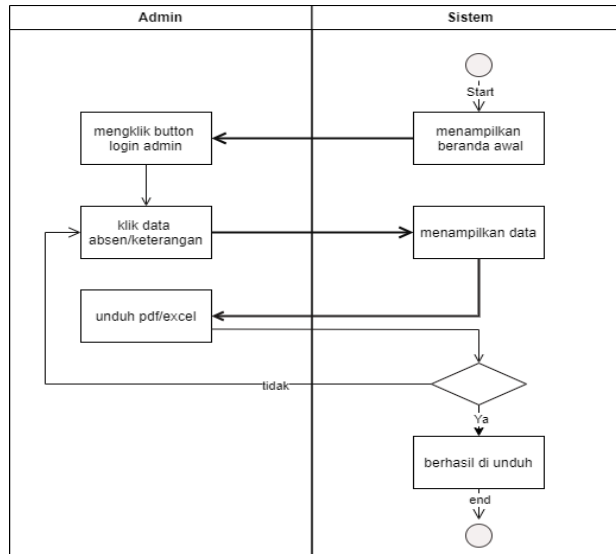 Admin
Sistem
Start
mengklik button
login admin
menampilkan
beranda awal
klik data
absen/keterangan
menampilkan data
unduh pdf/excel
tidak
Ya
berhasil di unduh
end